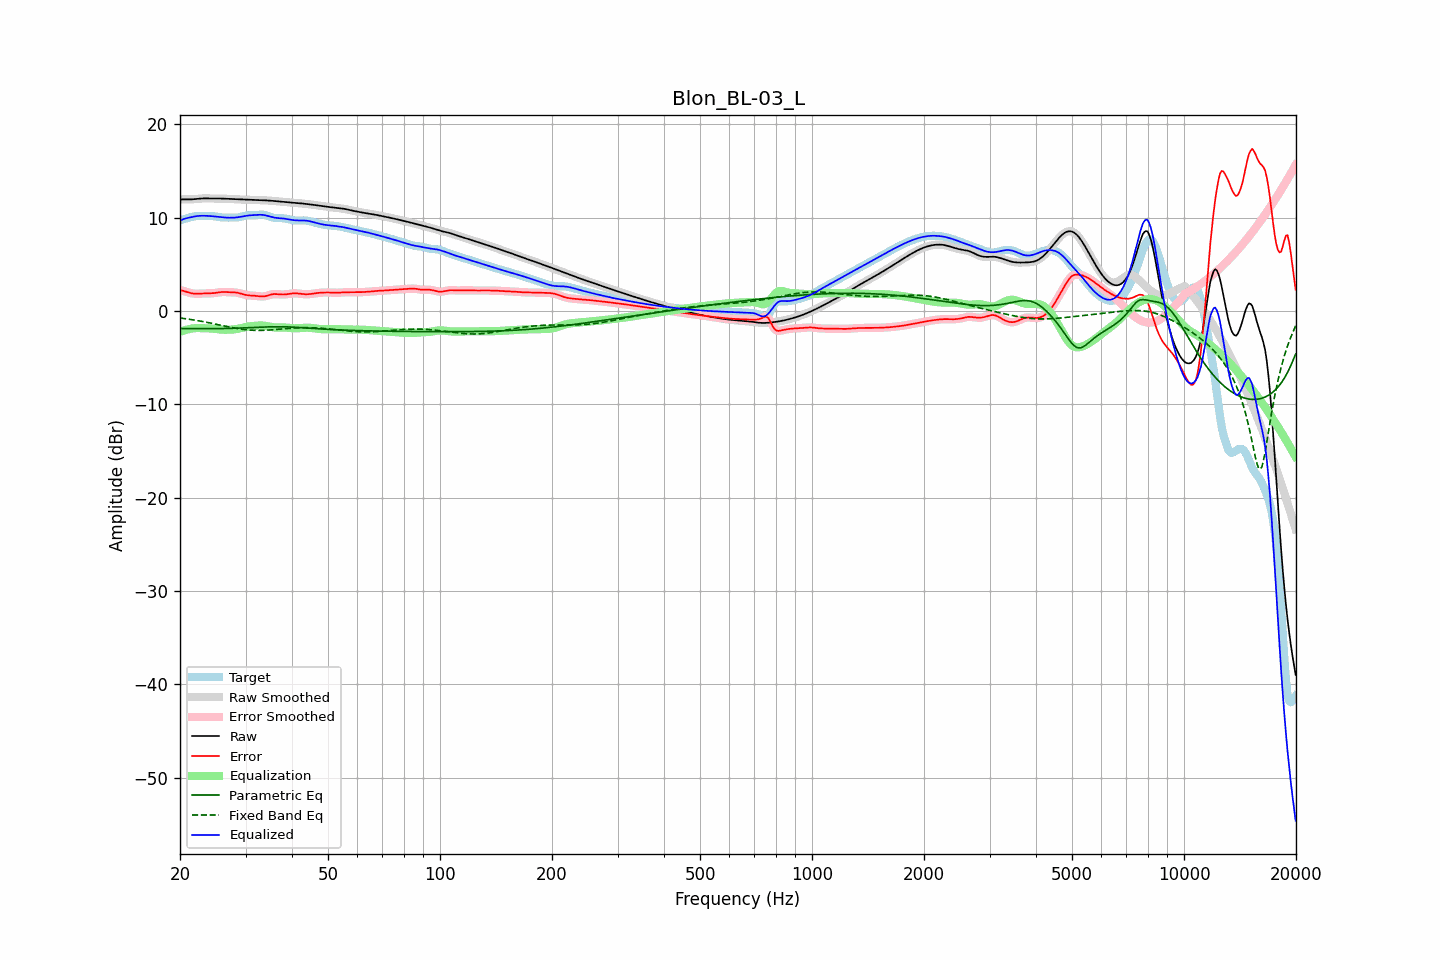 Blon_BL-03_L
20
10
0
−10
−20
−30
−40
−50
Amplitude (dBr)
Target
Raw Smoothed
Error Smoothed
Raw
Error
Equalization
Parametric Eq
Fixed Band Eq
Equalized
20 50 100 200 500 1000 2000 5000 10000 20000
Frequency (Hz)